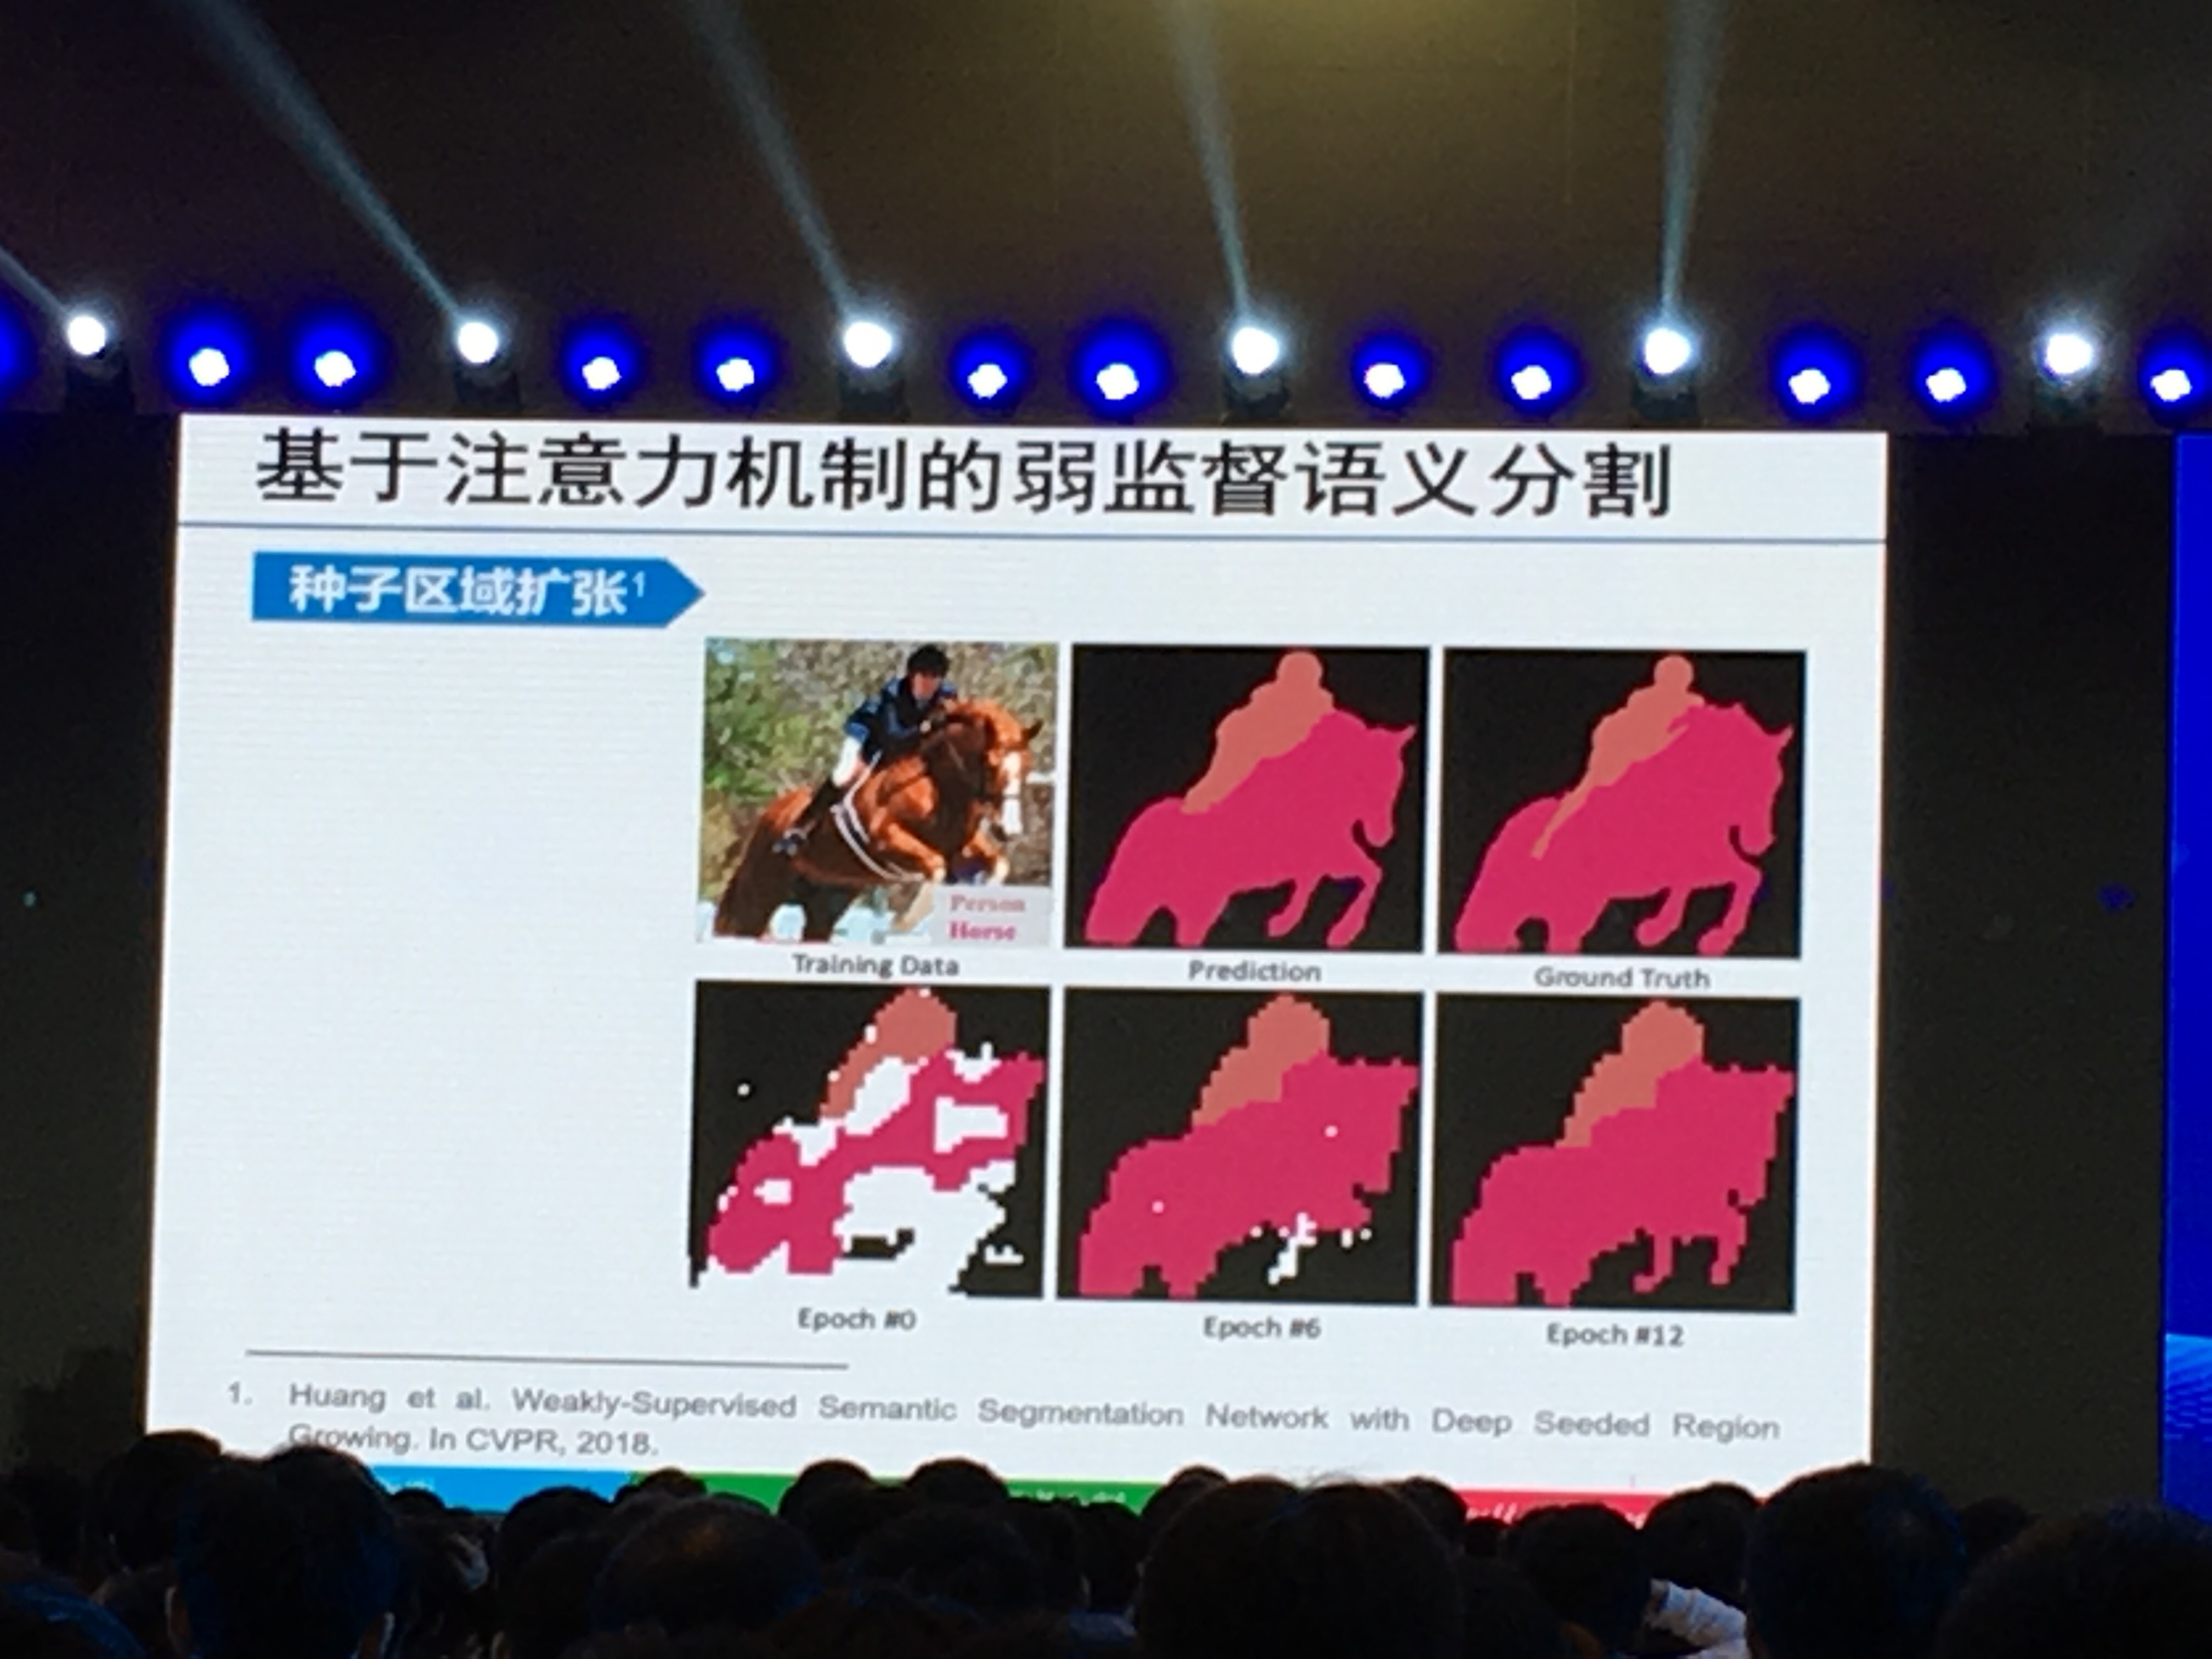 基于注意力机制的弱监督语义分割
种子区域扩张1
Person
Horse
Training Data
Prediction
Ground Truth
Epoch #0
Epoch #6
Epoch #12
1. Huang et al. Weakly-Supervised Semantic Segmentation Network with Deep Seeded Region
Growing. In CVPR, 2018.